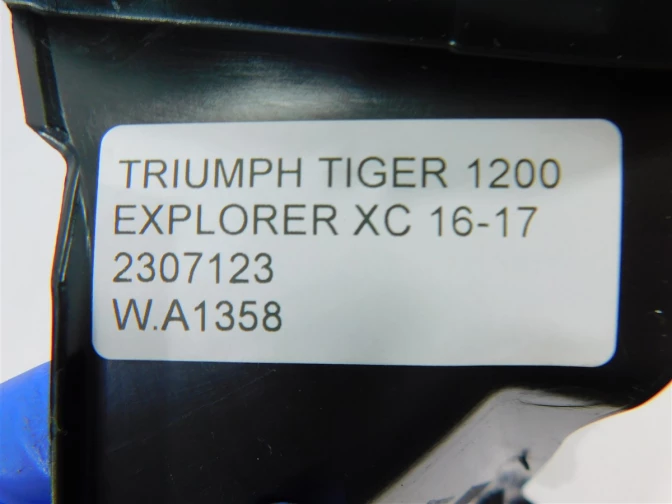 TRIUMPH TIGER 1200
EXPLORER XC 16-17
2307123
W.A1358